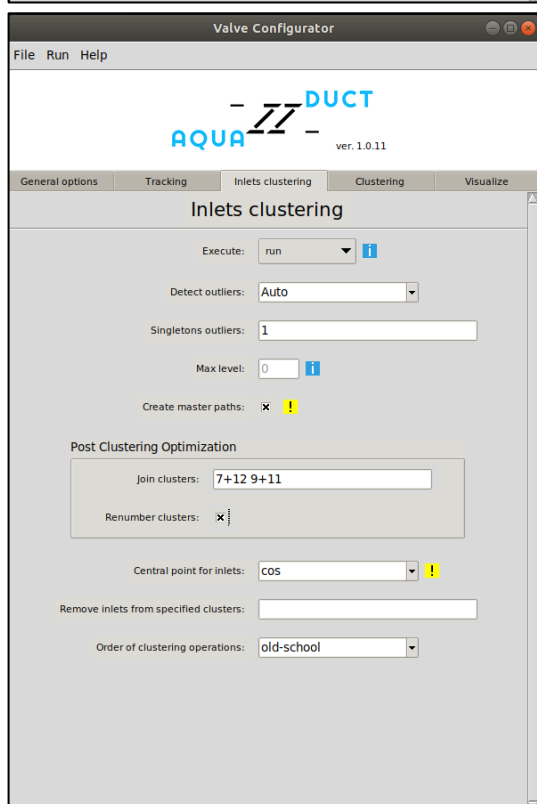 Valve Configurator
File Run Help
AQUA DUCT
ver. 1.0.11
General options Tracking Inlets clustering Clustering Visualize
Inlets clustering
Execute: run i
Detect outliers: Auto
Singletons outliers: 1
Max level: 0 i
Create master paths: !
Post Clustering Optimization
Join clusters: 7+12 9+11
Renumber clusters:
Central point for inlets: cos !
Remove inlets from specified clusters:
Order of clustering operations: old-school